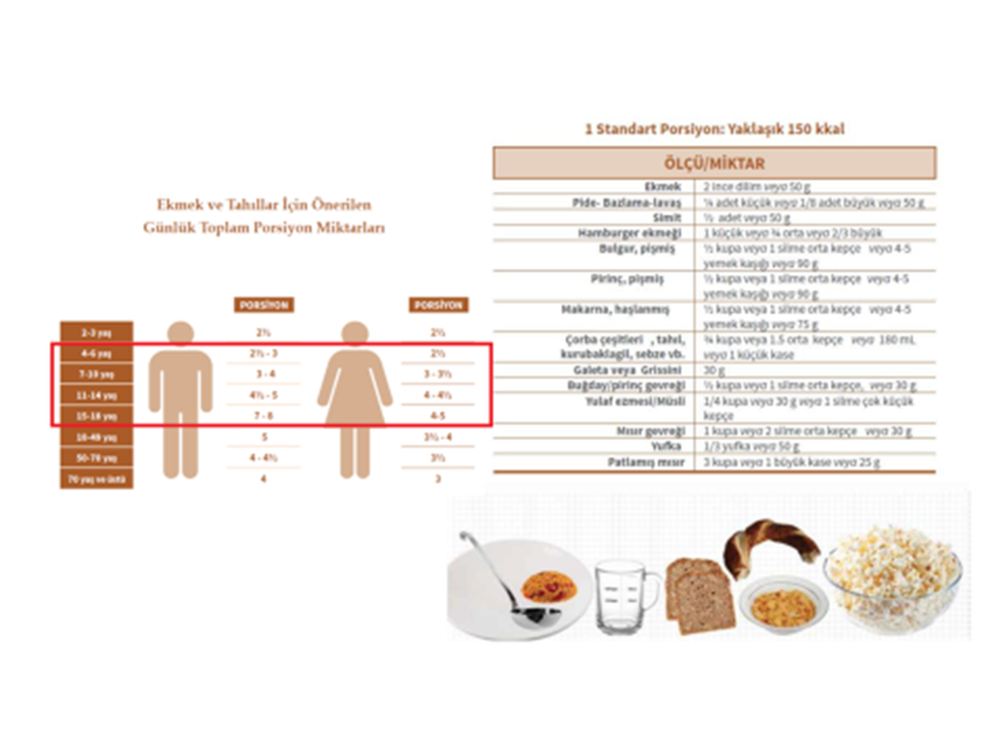 1 Standart Porsiyon: Yaklaşık 150 kkal
ÖLÇÜ/MİKTAR
Ekmek 2 ince dilim veya 50 g
Pide- Bazlama-lavaş ¼ adet küçük veya 1/8 adet büyük veya 50 g
Simit ½ adet veya 50 g
Hamburger ekmeği 1 küçük veya ¾ orta veya 2/3 büyük
Bulgur, pişmiş ½ kupa veya 1 silme orta kepçe veya 4-5
yemek kaşığı veya 90 g
Pirinç, pişmiş ½ kupa veya 1 silme orta kepçe veya 4-5
yemek kaşığı veya 90 g
Makarna, haşlanmış ½ kupa veya 1 silme orta kepçe veya 4-5
yemek kaşığı veya 75 g
Çorba çeşitleri , tahıl, ¾ kupa veya 1.5 orta kepçe veya 180 mL
kurubaklagil, sebze vb. veya 1 küçük kase
Galeta veya Grissini 30 g
Buğday/pirinç gevreği ½ kupa veya 1 silme orta kepçe, veya 30 g
Yulaf ezmesi/Müsli 1/4 kupa veya 30 g veya 1 silme çok küçük
kepçe
Mısır gevreği 1 kupa veya 2 silme orta kepçe veya 30 g
Yufka 1/3 yufka veya 50 g
Patlamış mısır 3 kupa veya 1 büyük kase veya 25 g
Ekmek ve Tahıllar İçin Önerilen
Günlük Toplam Porsiyon Miktarları
PORSİYON PORSİYON
2-3 yaş 2½ 2½
4-6 yaş 2½ - 3 2½
7-10 yaş 3 - 4 3 - 3½
11-14 yaş 4½ - 5 4 - 4½
15-18 yaş 7 - 8 4-5
18-49 yaş 5 3½ - 4
50-70 yaş 4 - 4½ 3½
70 yaş ve üstü 4 3